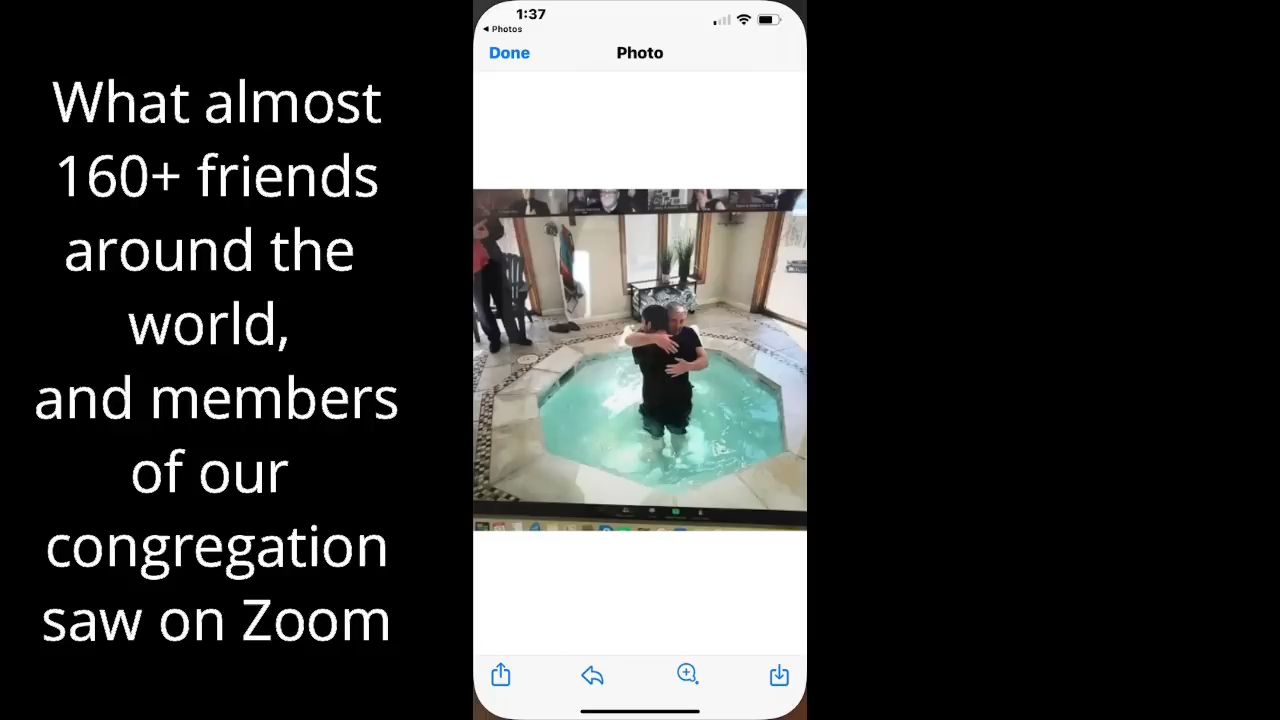 What almost
160+ friends
around the
world,
and members
of our
congregation
saw on Zoom
1:37
Photos
Done
Photo